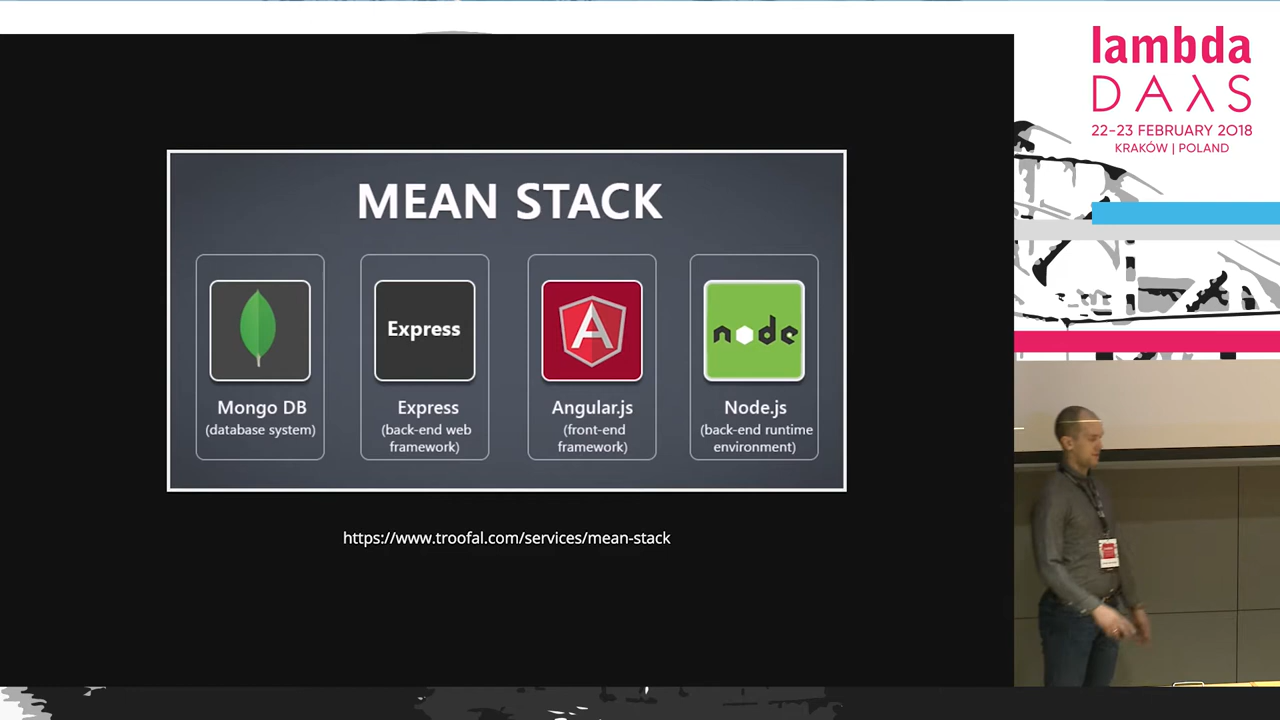 MEAN STACK
Express
node
Mongo DB
(database system)
Express
(back-end web
framework)
Angular.js
(front-end
framework)
Node.js
(back-end runtime
environment)
https://www.troofal.com/services/mean-stack
lambda
DAλS
22-23 FEBRUARY 2018
KRAKÓW | POLAND